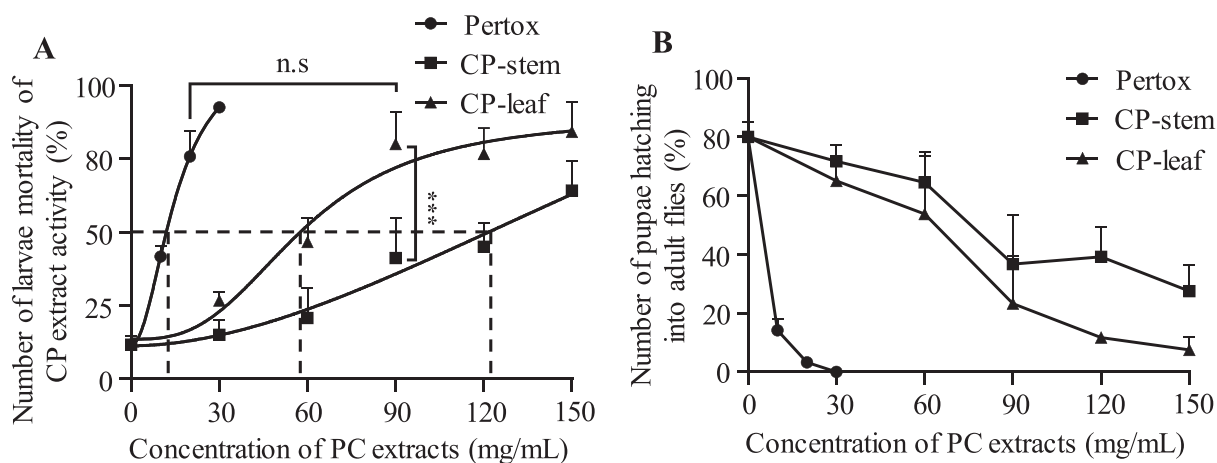 A
Pertox
CP-stem
CP-leaf
n.s
***
Number of larvae mortality of
CP extract activity (%)
100
80
50
25
0
0 30 60 90 120 150
Concentration of PC extracts (mg/mL)
B
Pertox
CP-stem
CP-leaf
Number of pupae hatching
into adult flies (%)
100
80
60
40
20
0
0 30 60 90 120 150
Concentration of PC extracts (mg/mL)